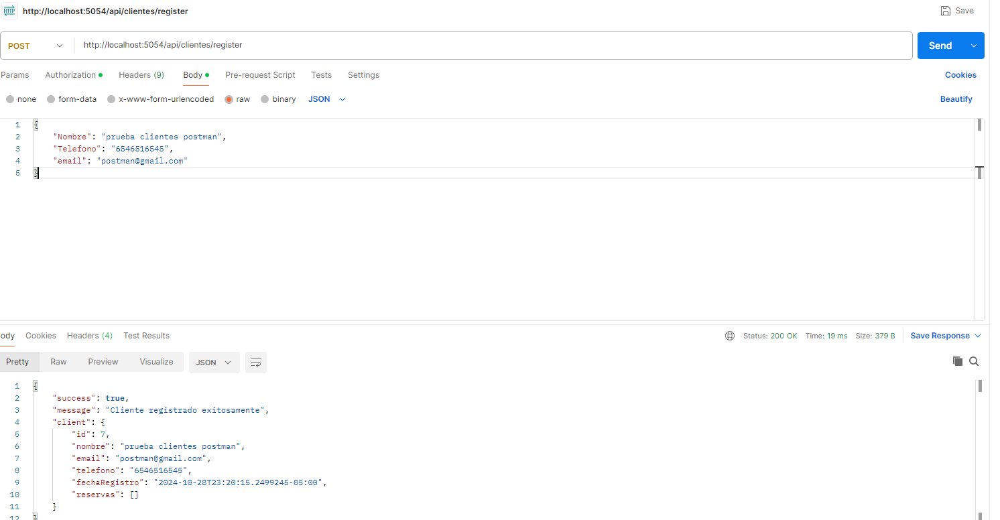 HTTP http://localhost:5054/api/clientes/register Save
POST http://localhost:5054/api/clientes/register Send
Params Authorization Headers (9) Body Pre-request Script Tests Settings Cookies
none form-data x-www-form-urlencoded raw binary JSON Beautify
1 {
2 "Nombre": "prueba clientes postman",
3 "Telefono": "6546516545",
4 "email": "postman@gmail.com"
5 }
ody Cookies Headers (4) Test Results Status: 200 OK Time: 19 ms Size: 379 B Save Response
Pretty Raw Preview Visualize JSON
1 {
2 "success": true,
3 "message": "Cliente registrado exitosamente",
4 "client": {
5 "id": 7,
6 "nombre": "prueba clientes postman",
7 "email": "postman@gmail.com",
8 "telefono": "6546516545",
9 "fechaRegistro": "2024-10-28T23:20:15.2499245-05:00",
10 "reservas": []
11 }
12 }